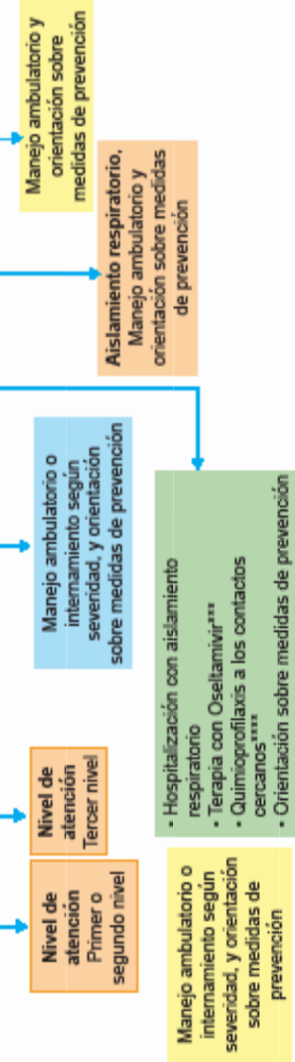 Nivel de
atención
Primero o
segundo nivel
Nivel de
atención
Tercer nivel
Manejo ambulatorio o
internamiento según
severidad, y orientación
sobre medidas de prevención
Manejo ambulatorio y
orientación sobre
medidas de prevención
Aislamiento respiratorio,
Manejo ambulatorio y
orientación sobre medidas
de prevención
Manejo ambulatorio o
internamiento según
severidad, y orientación
sobre medidas de
prevención
• Hospitalización con aislamiento
respiratorio
• Terapia con Oseltamivir***
• Quimioprofilaxis a los contactos
cercanos****
• Orientación sobre medidas de prevención